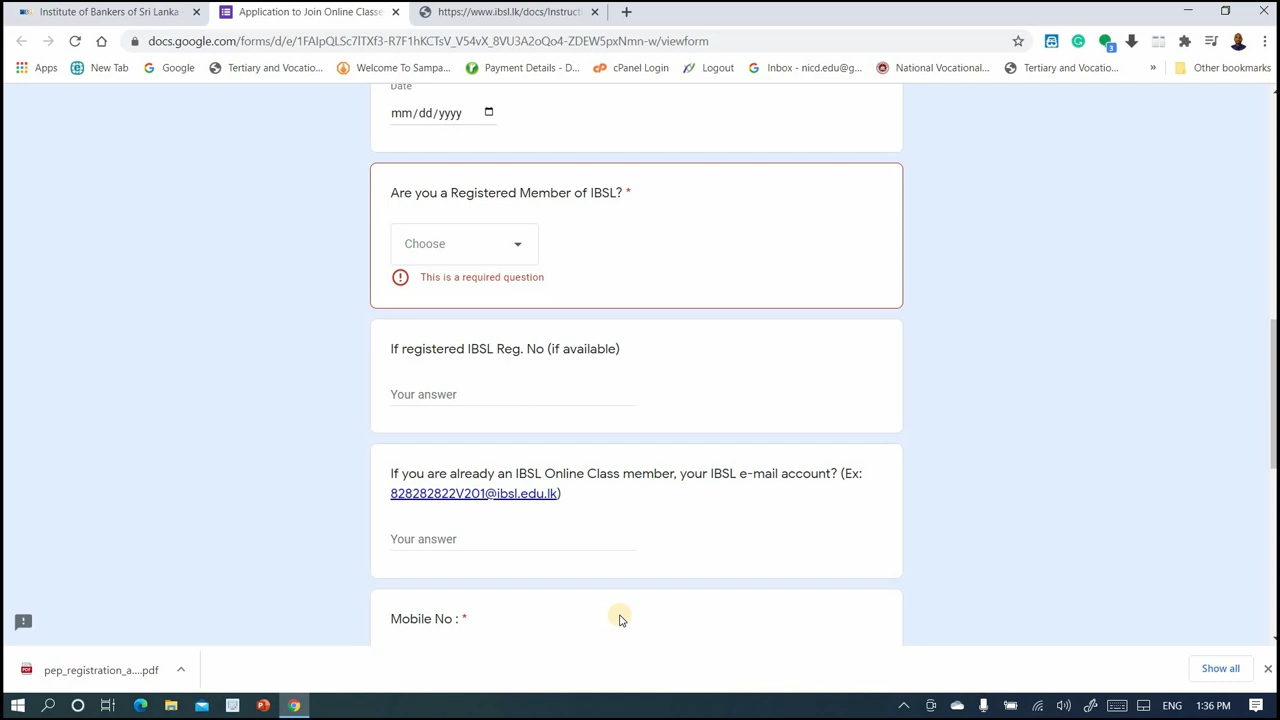 Institute of Bankers of Sri Lanka
Application to Join Online Classe
https://www.ibsl.lk/docs/Instructi
docs.google.com/forms/d/e/1FAIpQLSc7lTXf3-R7F1hKCTsV_V54vX_8VU3A2oQo4-ZDEW5pxNmn-w/viewform
3
Apps
New Tab
Google
Tertiary and Vocatio...
Welcome To Sampa...
Payment Details - D...
cPanel Login
Logout
Inbox - nicd.edu@g...
National Vocational...
Tertiary and Vocatio...
»
Other bookmarks
Date
mm/dd/yyyy
Are you a Registered Member of IBSL? *
Choose
This is a required question
If registered IBSL Reg. No (if available)
Your answer
If you are already an IBSL Online Class member, your IBSL e-mail account? (Ex:
828282822V201@ibsl.edu.lk)
Your answer
Mobile No : *
pep_registration_a....pdf
Show all
ENG
1:36 PM